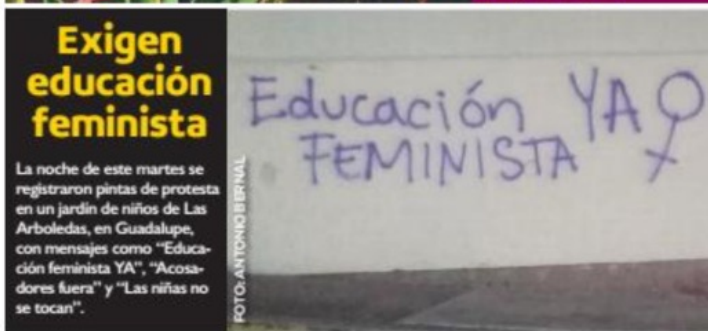 Exigen
educación
feminista
La noche de este martes se
registraron pintas de protesta
en un jardín de niños de Las
Arboledas, en Guadalupe,
con mensajes como “Educa-
ción feminista YA”, “Acosa-
dores fuera” y “Las niñas no
se tocan”.
FOTO: ANTONIO BERNAL
Educación YA ♀
FEMINISTA